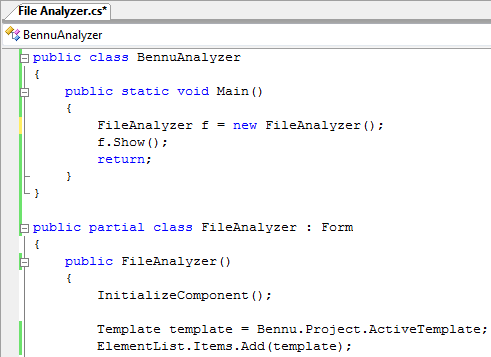 File Analyzer.cs*
BennuAnalyzer
public class BennuAnalyzer
{
    public static void Main()
    {
        FileAnalyzer f = new FileAnalyzer();
        f.Show();
        return;
    }
}
public partial class FileAnalyzer : Form
{
    public FileAnalyzer()
    {
        InitializeComponent();
        Template template = Bennu.Project.ActiveTemplate;
        ElementList.Items.Add(template);